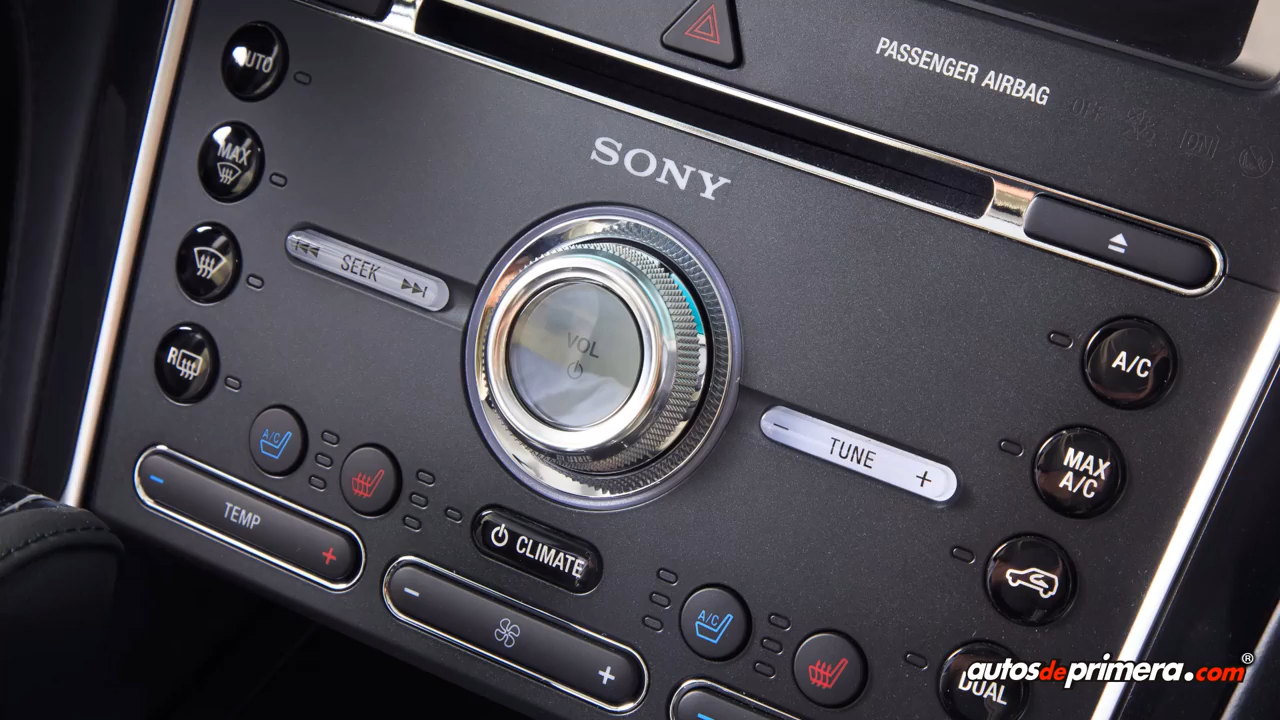 AUTO
PASSENGER AIRBAG
OFF
ON
MAX
SONY
SEEK
R
VOL
A/C
TUNE
- +
MAX
A/C
A/C
TEMP
- +
CLIMATE
- +
A/C
DUAL
autosdeprimera.com®